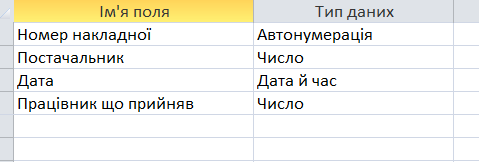 Ім'я поля Тип даних
Номер накладної Автонумерація
Постачальник Число
Дата Дата й час
Працівник що прийняв Число